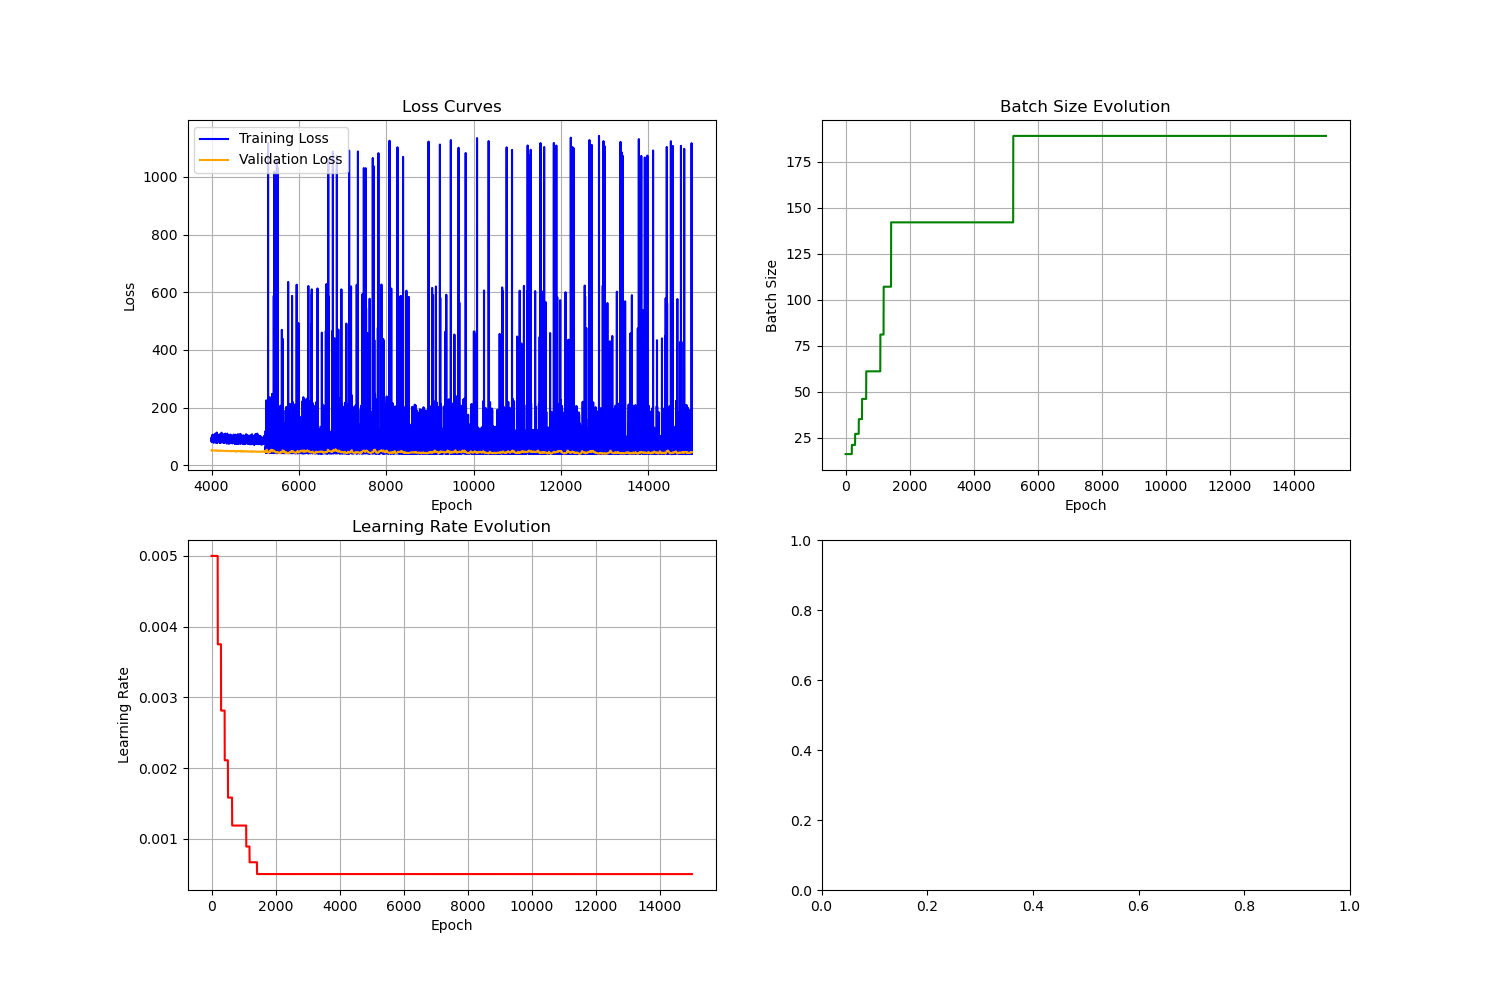 Loss Curves
Training Loss
Validation Loss
Loss
1000
800
600
400
200
0
4000 6000 8000 10000 12000 14000
Epoch
Batch Size Evolution
Batch Size
175
150
125
100
75
50
25
0 2000 4000 6000 8000 10000 12000 14000
Epoch
Learning Rate Evolution
Learning Rate
0.005
0.004
0.003
0.002
0.001
0 2000 4000 6000 8000 10000 12000 14000
Epoch
1.0
0.8
0.6
0.4
0.2
0.0
0.0 0.2 0.4 0.6 0.8 1.0